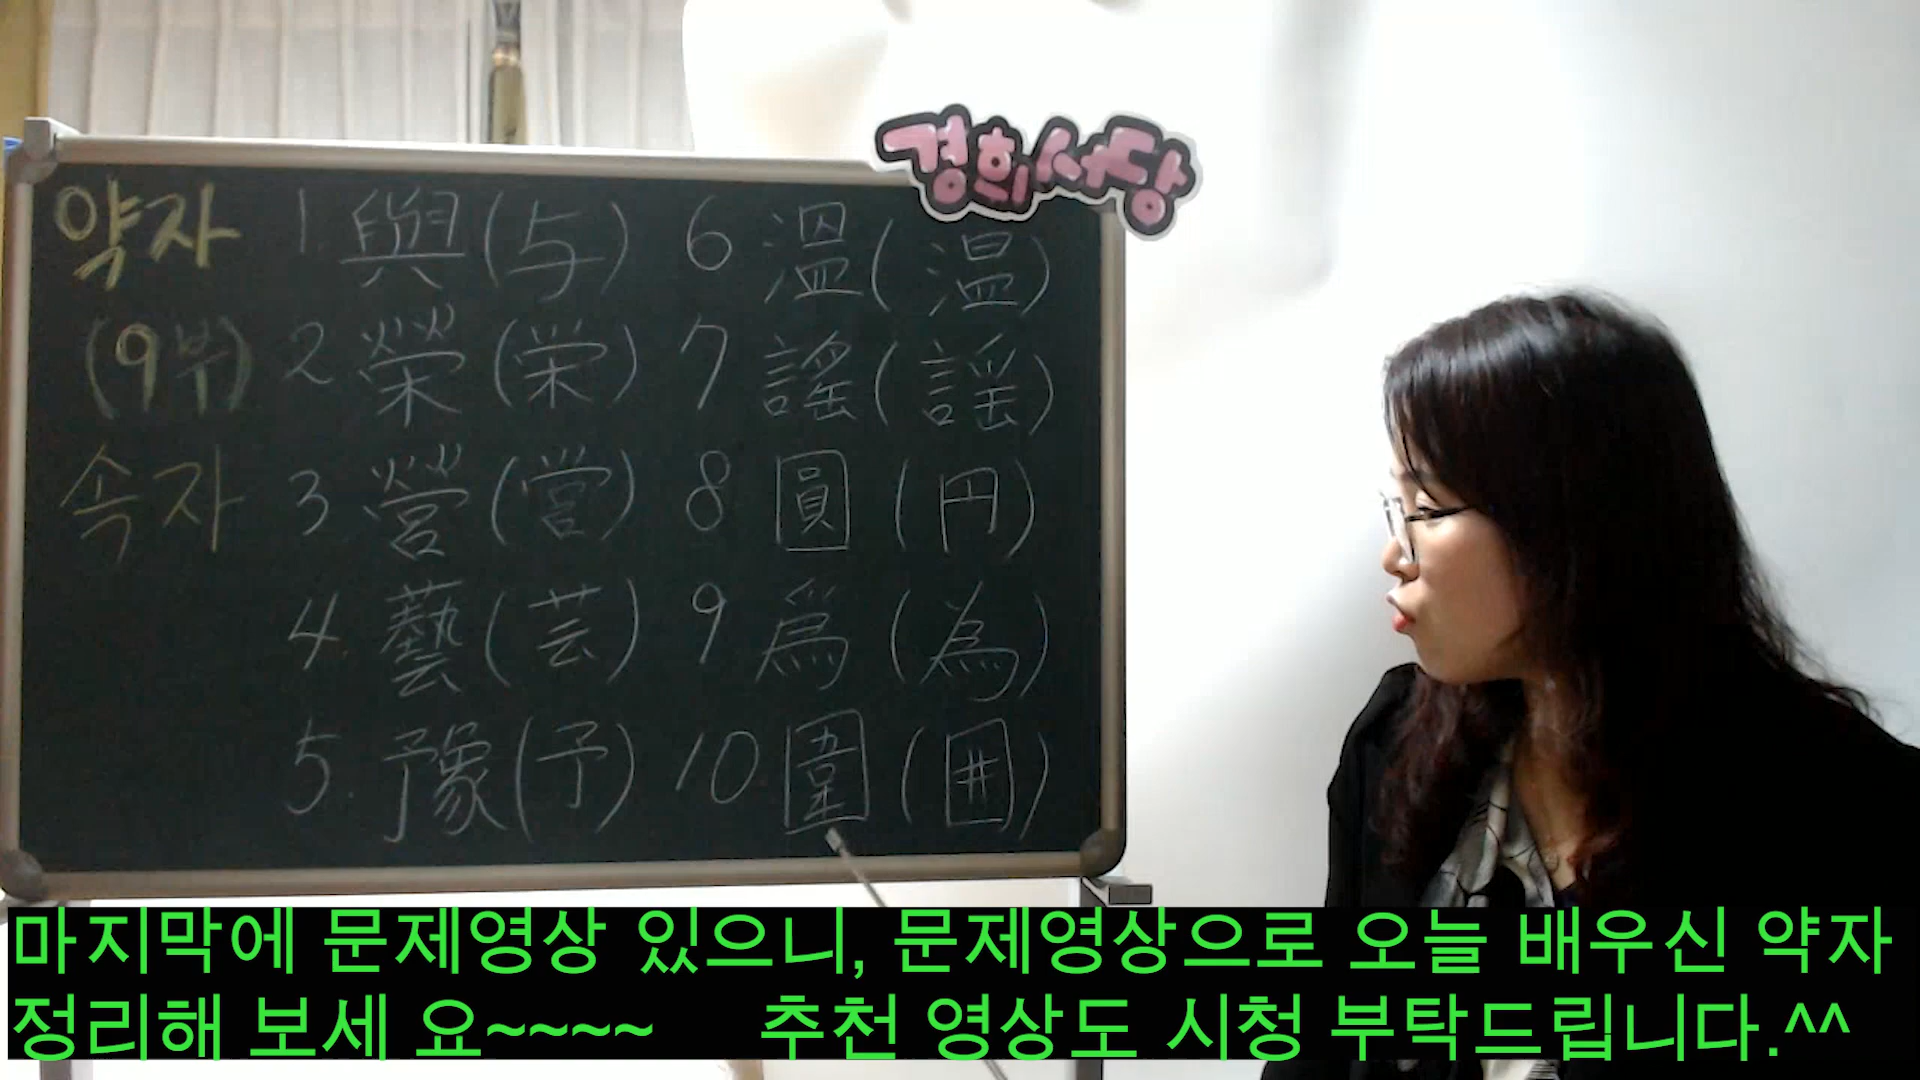 경희서당
약자
(9부)
속자
1. 與(与)
2 榮(栄)
3 營(営)
4. 藝(芸)
5. 豫(予)
6 溫(温)
7 謠(謡)
8 圓(円)
9 爲(為)
10 圍(囲)
마지막에 문제영상 있으니, 문제영상으로 오늘 배우신 약자
정리해 보세 요~~~~ 추천 영상도 시청 부탁드립니다.^^